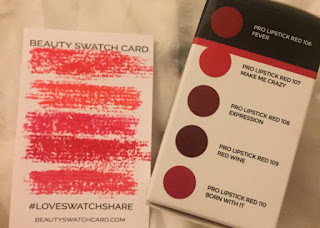 BEAUTY SWATCH CARD
#LOVESWATCHSHARE
BEAUTYSWATCHCARD.COM
PRO LIPSTICK RED 106
FEVER
PRO LIPSTICK RED 107
MAKE ME CRAZY
PRO LIPSTICK RED 108
EXPRESSION
PRO LIPSTICK RED 109
RED WINE
PRO LIPSTICK RED 110
BORN WITH IT